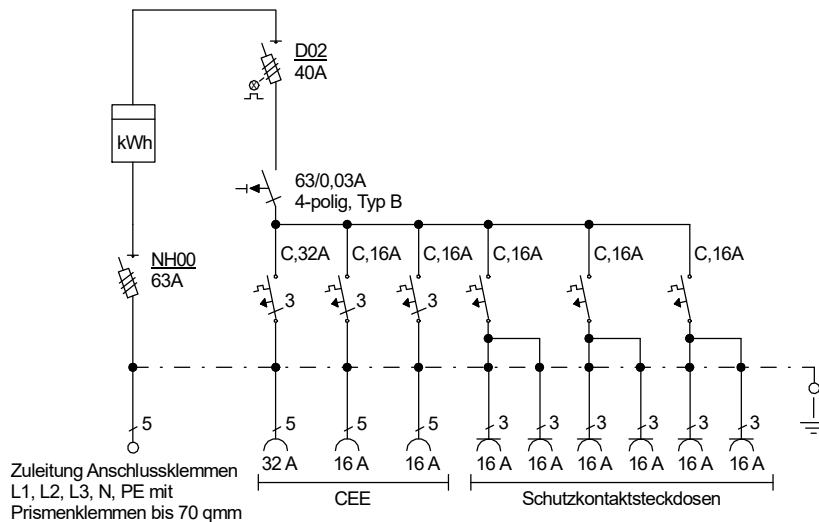 D02
40A
kWh
63/0,03A
4-polig, Typ B
NH00
63A
C,32A C,16A C,16A C,16A C,16A C,16A
3 3 3
5 5 5 5 3 3 3 3 3 3
32 A 16 A 16 A 16 A 16 A 16 A 16 A 16 A 16 A
Zuleitung Anschlussklemmen
L1, L2, L3, N, PE mit
Prismenklemmen bis 70 qmm
CEE
Schutzkontaktsteckdosen